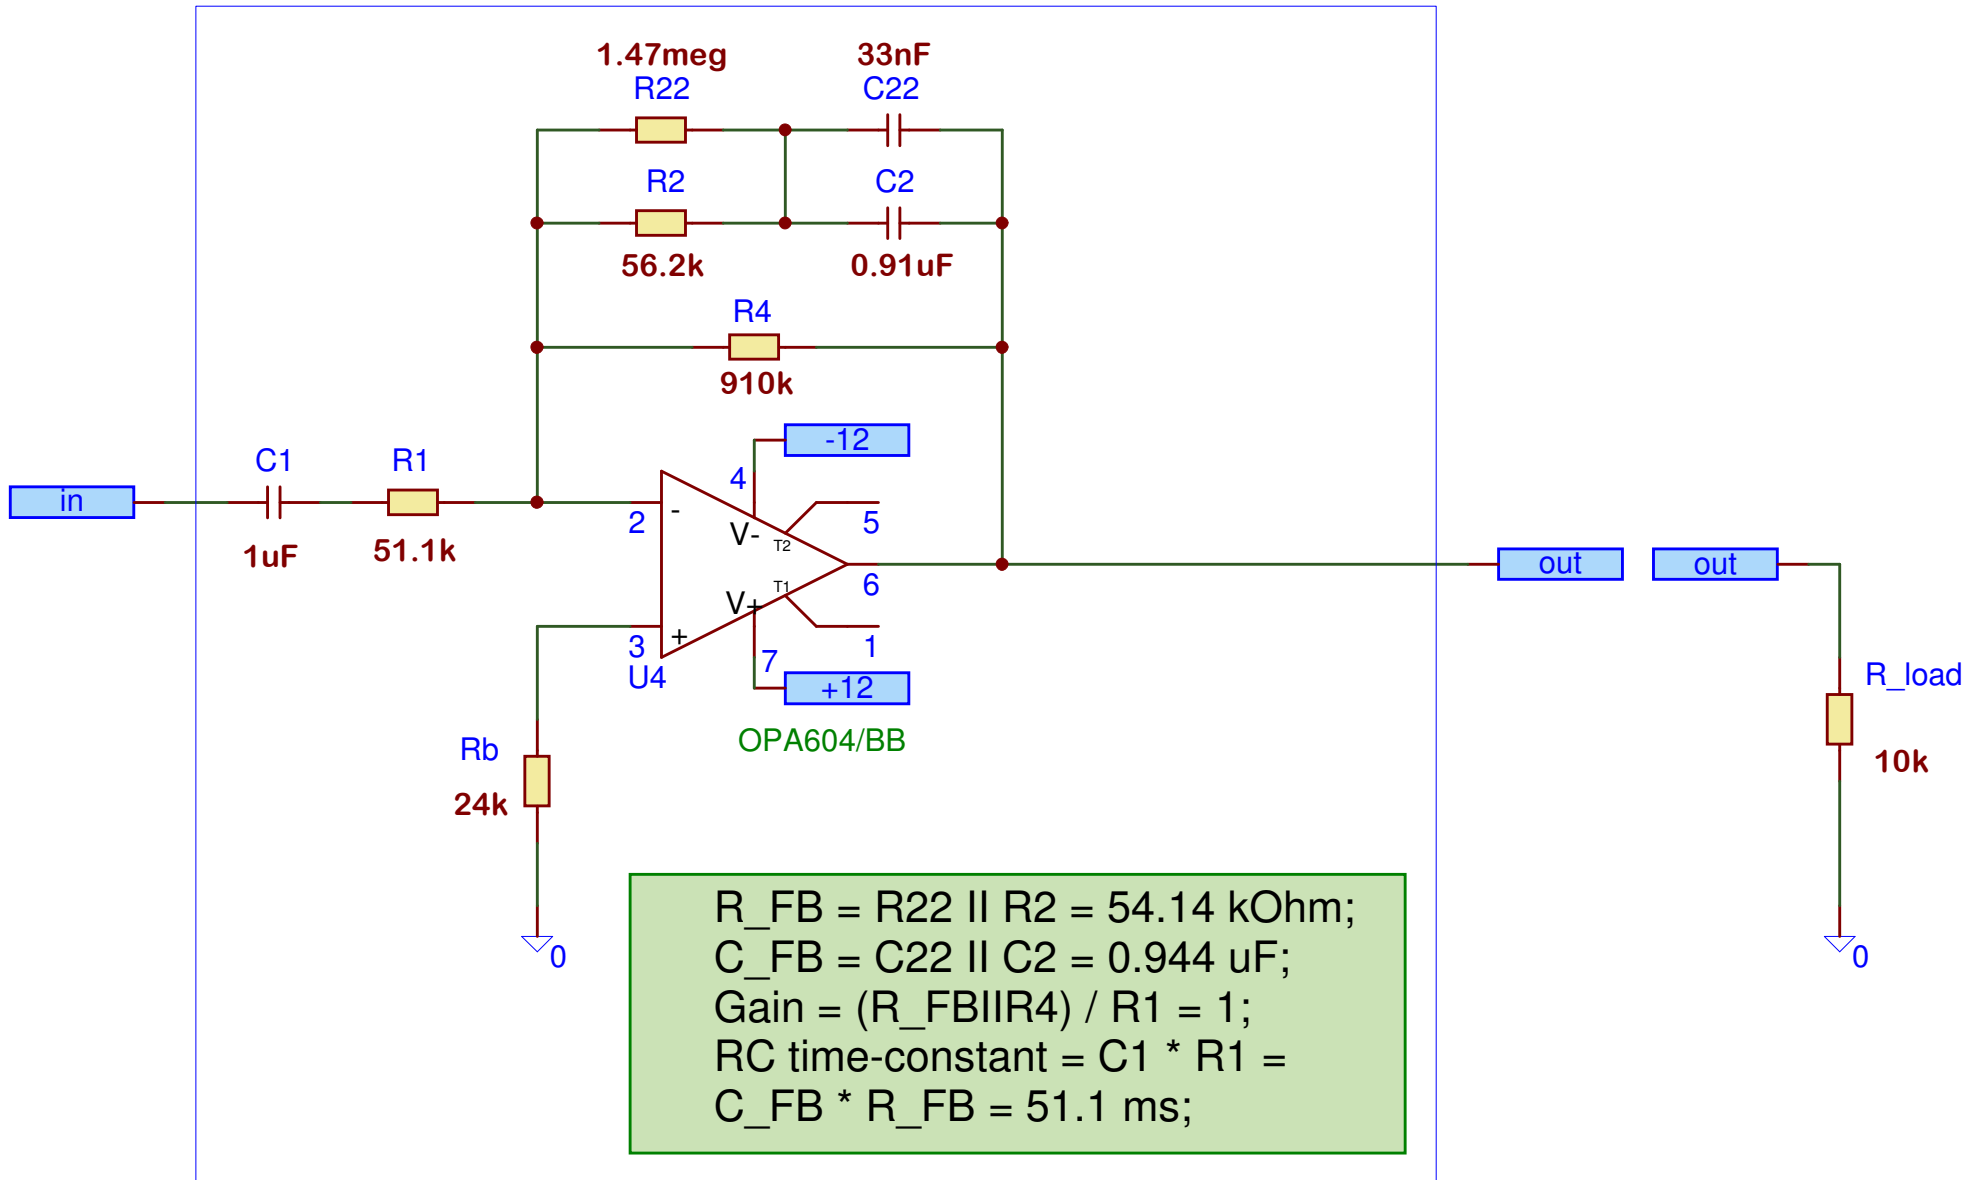 1.47meg
33nF
R22
C22
R2
C2
56.2k
0.91uF
R4
910k
-12
C1
R1
4
in
2
-
5
V-
T2
1uF
51.1k
out
out
6
T1
V+
3
+
1
7
U4
+12
R_load
Rb
OPA604/BB
24k
10k
0
0
R_FB = R22 II R2 = 54.14 kOhm;
C_FB = C22 II C2 = 0.944 uF;
Gain = (R_FBIIR4) / R1 = 1;
RC time-constant = C1 * R1 =
C_FB * R_FB = 51.1 ms;